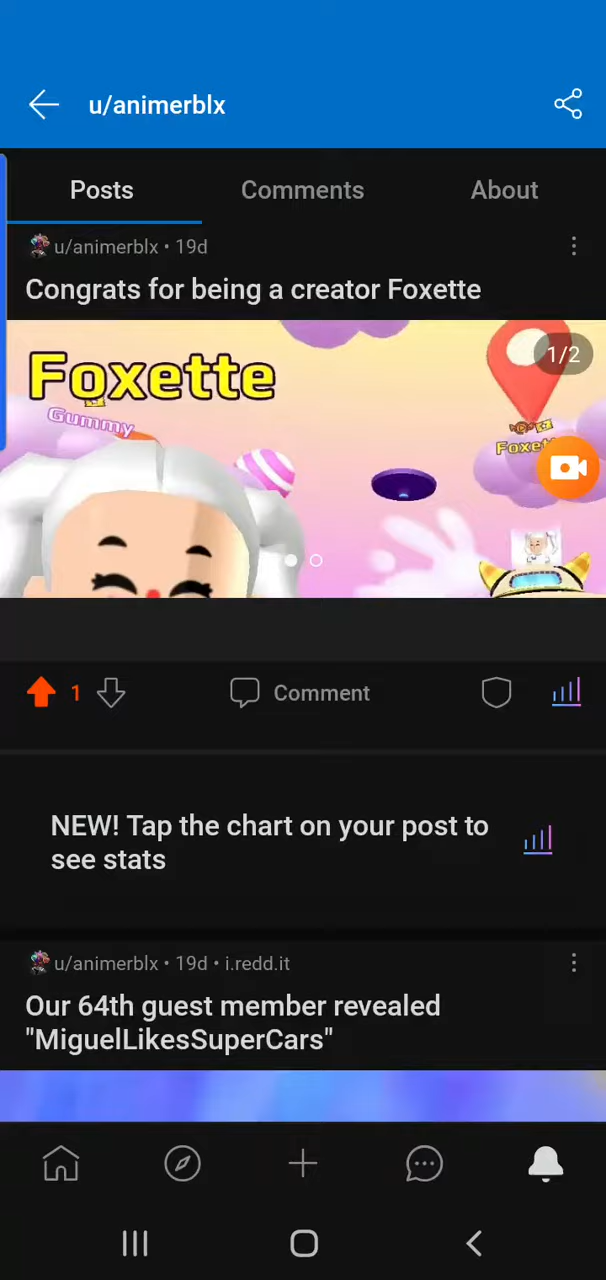 u/animerblx
Posts
Comments
About
u/animerblx • 19d
Congrats for being a creator Foxette
1/2
Foxette
Gummy
1
Comment
NEW! Tap the chart on your post to
see stats
u/animerblx • 19d • i.redd.it
Our 64th guest member revealed
"MiguelLikesSuperCars"